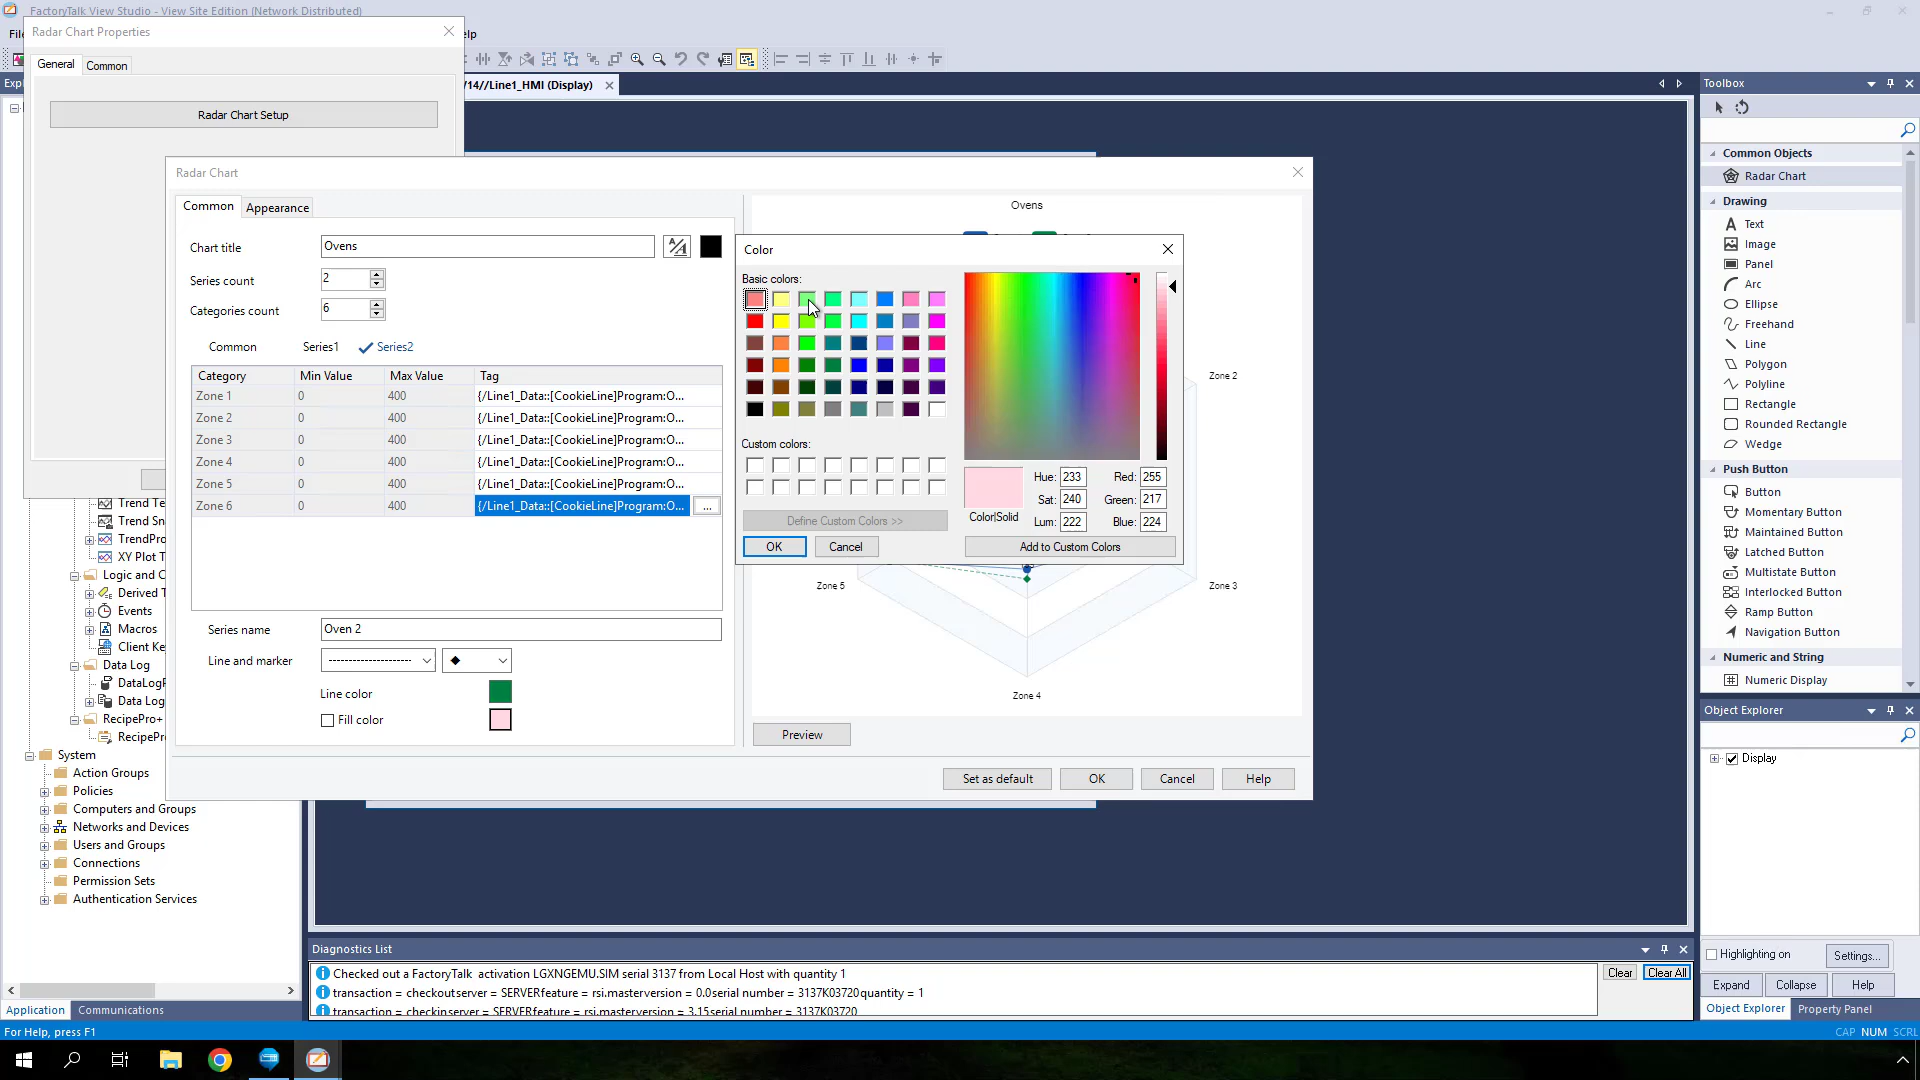 FactoryTalk View Studio - View Site Edition (Network Distributed)
Radar Chart Properties
General
Common
Radar Chart Setup
/14//Line1_HMI (Display)
Toolbox
Common Objects
Radar Chart
Drawing
Text
Image
Panel
Arc
Ellipse
Freehand
Line
Polygon
Polyline
Rectangle
Rounded Rectangle
Wedge
Push Button
Button
Momentary Button
Maintained Button
Latched Button
Multistate Button
Interlocked Button
Ramp Button
Navigation Button
Numeric and String
Numeric Display
Radar Chart
Common
Appearance
Chart title
Ovens
Series count
2
Categories count
6
Common
Series1
Series2
Category Min Value Max Value Tag
Zone 1 0 400 {/Line1_Data::[CookieLine]Program:O...
Zone 2 0 400 {/Line1_Data::[CookieLine]Program:O...
Zone 3 0 400 {/Line1_Data::[CookieLine]Program:O...
Zone 4 0 400 {/Line1_Data::[CookieLine]Program:O...
Zone 5 0 400 {/Line1_Data::[CookieLine]Program:O...
Zone 6 0 400 {/Line1_Data::[CookieLine]Program:O... ...
Series name
Oven 2
Line and marker
Line color
Fill color
Ovens
Zone 2
Zone 3
Zone 4
Zone 5
Preview
Set as default
OK
Cancel
Help
Color
Basic colors:
Custom colors:
Define Custom Colors >>
OK
Cancel
Hue: 233 Red: 255
Sat: 240 Green: 217
Color|Solid
Lum: 222 Blue: 224
Add to Custom Colors
Trend Te
Trend Sn
TrendPro
XY Plot T
Logic and C
Derived T
Events
Macros
Client Ke
Data Log
DataLogP
Data Log
RecipePro+
RecipePr
System
Action Groups
Policies
Computers and Groups
Networks and Devices
Users and Groups
Connections
Permission Sets
Authentication Services
Application
Communications
Diagnostics List
Checked out a FactoryTalk activation LGXNGEMU.SIM serial 3137 from Local Host with quantity 1
transaction = checkoutserver = SERVERfeature = rsi.masterversion = 0.0serial number = 3137K03720quantity = 1
transaction = checkinserver = SERVERfeature = rsi.masterversion = 3.15serial number = 3137K03720
Clear
Clear All
Object Explorer
Display
Highlighting on
Settings...
Expand
Collapse
Help
Object Explorer
Property Panel
For Help, press F1
CAP NUM SCRL